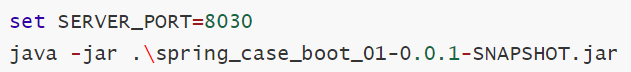 set SERVER_PORT=8030
java -jar .\spring_case_boot_01-0.0.1-SNAPSHOT.jar